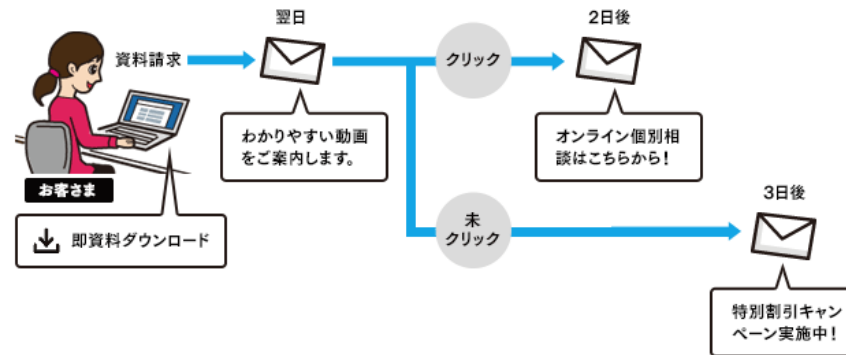 翌日
2日後
資料請求
クリック
わかりやすい動画
をご案内します。
オンライン個別相
談はこちらから！
お客さま
即資料ダウンロード
未
クリック
3日後
特別割引キャン
ペーン実施中！